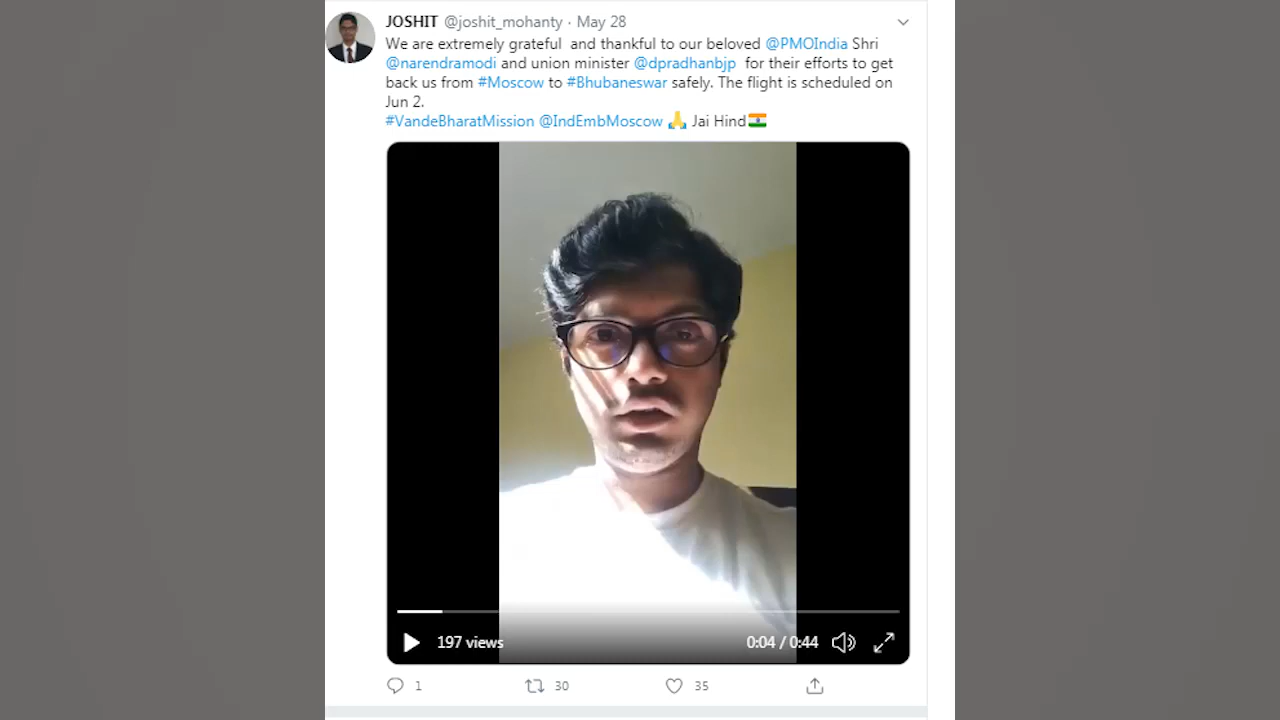 JOSHIT @joshit_mohanty · May 28
We are extremely grateful and thankful to our beloved @PMOIndia Shri
@narendramodi and union minister @dpradhanbjp for their efforts to get
back us from #Moscow to #Bhubaneswar safely. The flight is scheduled on
Jun 2.
#VandeBharatMission @IndEmbMoscow 🙏 Jai Hind🇮🇳
197 views
0:04 / 0:44
1
30
35